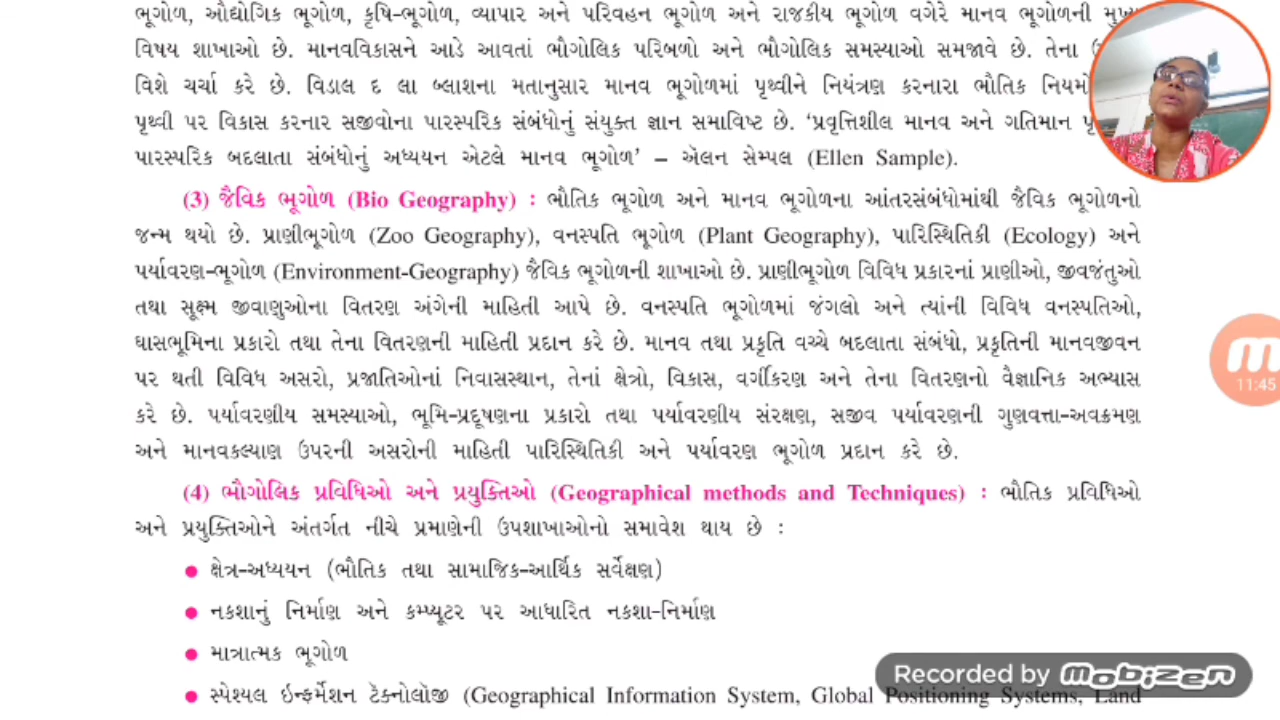 ભૂગોળ, ઔદ્યોગિક ભૂગોળ, કૃષિ-ભૂગોળ, વ્યાપાર અને પરિવહન ભૂગોળ અને રાજકીય ભૂગોળ વગેરે માનવ ભૂગોળની મુખ્ય
વિષય શાખાઓ છે. માનવવિકાસને આડે આવતાં ભૌગોલિક પરિબળો અને ભૌગોલિક સમસ્યાઓ સમજાવે છે. તેના
વિશે ચર્ચા કરે છે. વિડાલ દ લા બ્લાશના મતાનુસાર માનવ ભૂગોળમાં પૃથ્વીને નિયંત્રણ કરનારા ભૌતિક
પૃથ્વી પર વિકાસ કરનાર સજીવોના પારસ્પરિક સંબંધોનું સંયુક્ત જ્ઞાન સમાવિષ્ટ છે. ‘પ્રવૃત્તિશીલ માનવ અને ગતિમાન
પારસ્પરિક બદલાતા સંબંધોનું અધ્યયન એટલે માનવ ભૂગોળ’ – ઍલન સેમ્પલ (Ellen Sample).
(3) જૈવિક ભૂગોળ (Bio Geography) : ભૌતિક ભૂગોળ અને માનવ ભૂગોળના આંતરસંબંધોમાંથી જૈવિક ભૂગોળનો
જન્મ થયો છે. પ્રાણીભૂગોળ (Zoo Geography), વનસ્પતિ ભૂગોળ (Plant Geography), પારિસ્થિતિકી (Ecology) અને
પર્યાવરણ-ભૂગોળ (Environment-Geography) જૈવિક ભૂગોળની શાખાઓ છે. પ્રાણીભૂગોળ વિવિધ પ્રકારનાં પ્રાણીઓ, જીવજંતુઓ
તથા સૂક્ષ્મ જીવાણુઓના વિતરણ અંગેની માહિતી આપે છે. વનસ્પતિ ભૂગોળમાં જંગલો અને ત્યાંની વિવિધ વનસ્પતિઓ,
ઘાસભૂમિના પ્રકારો તથા તેના વિતરણની માહિતી પ્રદાન કરે છે. માનવ તથા પ્રકૃતિ વચ્ચે બદલાતા સંબંધો, પ્રકૃતિની માનવજીવન
પર થતી વિવિધ અસરો, પ્રજાતિઓનાં નિવાસસ્થાન, તેનાં ક્ષેત્રો, વિકાસ, વર્ગીકરણ અને તેના વિતરણનો વૈજ્ઞાનિક અભ્યાસ
કરે છે. પર્યાવરણીય સમસ્યાઓ, ભૂમિ-પ્રદૂષણના પ્રકારો તથા પર્યાવરણીય સંરક્ષણ, સજીવ પર્યાવરણની ગુણવત્તા-અવક્રમણ
અને માનવકલ્યાણ ઉપરની અસરોની માહિતી પારિસ્થિતિકી અને પર્યાવરણ ભૂગોળ પ્રદાન કરે છે.
(4) ભૌગોલિક પ્રવિધિઓ અને પ્રયુક્તિઓ (Geographical methods and Techniques) : ભૌતિક પ્રવિધિઓ
અને પ્રયુક્તિઓને અંતર્ગત નીચે પ્રમાણેની ઉપશાખાઓનો સમાવેશ થાય છે :
● ક્ષેત્ર-અધ્યયન (ભૌતિક તથા સામાજિક-આર્થિક સર્વેક્ષણ)
● નકશાનું નિર્માણ અને કમ્પ્યૂટર પર આધારિત નકશા-નિર્માણ
● માત્રાત્મક ભૂગોળ
● સ્પેશ્યલ ઇન્ફર્મેશન ટૅક્નોલૉજી (Geographical Information System, Global Positioning Systems, Land
11:45
Recorded by mobizen